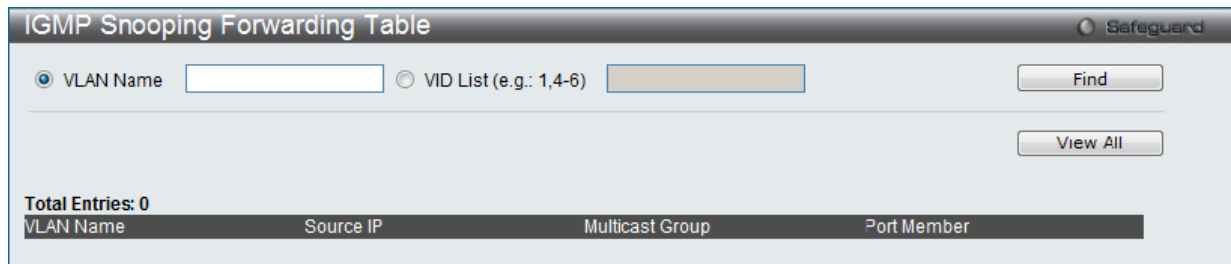 IGMP Snooping Forwarding Table Safeguard
VLAN Name VID List (e.g.: 1,4-6) Find
View All
Total Entries: 0
VLAN Name Source IP Multicast Group Port Member